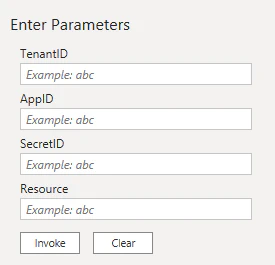 Enter Parameters
TenantID
Example: abc
AppID
Example: abc
SecretID
Example: abc
Resource
Example: abc
Invoke Clear